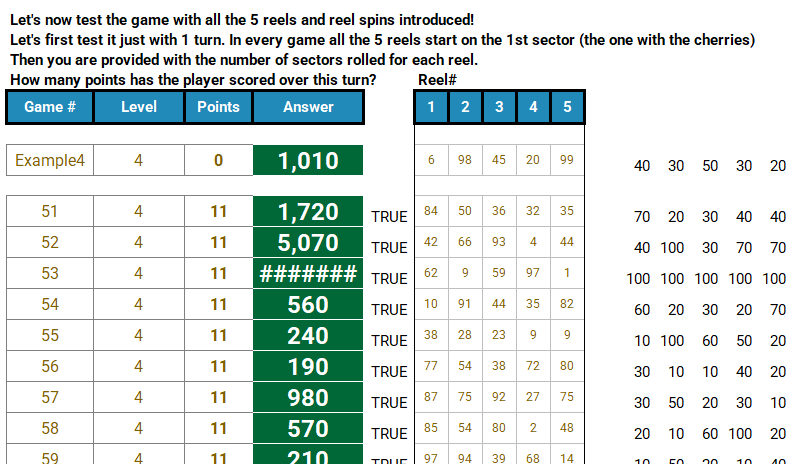 Let's now test the game with all the 5 reels and reel spins introduced!
Let's first test it just with 1 turn. In every game all the 5 reels start on the 1st sector (the one with the cherries)
Then you are provided with the number of sectors rolled for each reel.
How many points has the player scored over this turn? Reel#
Game # Level Points Answer 1 2 3 4 5
Example4 4 0 1,010 6 98 45 20 99 40 30 50 30 20
51 4 11 1,720 TRUE 84 50 36 32 35 70 20 30 40 40
52 4 11 5,070 TRUE 42 66 93 4 44 40 100 30 70 70
53 4 11 ####### TRUE 62 9 59 97 1 100 100 100 100 100
54 4 11 560 TRUE 10 91 44 35 82 60 20 30 20 70
55 4 11 240 TRUE 38 28 23 9 9 10 100 60 50 20
56 4 11 190 TRUE 77 54 38 72 80 30 10 10 40 20
57 4 11 980 TRUE 87 75 92 27 75 30 50 20 30 10
58 4 11 570 TRUE 85 54 80 2 48 20 10 60 100 20
59 4 11 210 TRUE 97 94 39 68 14 10 50 20 10 40